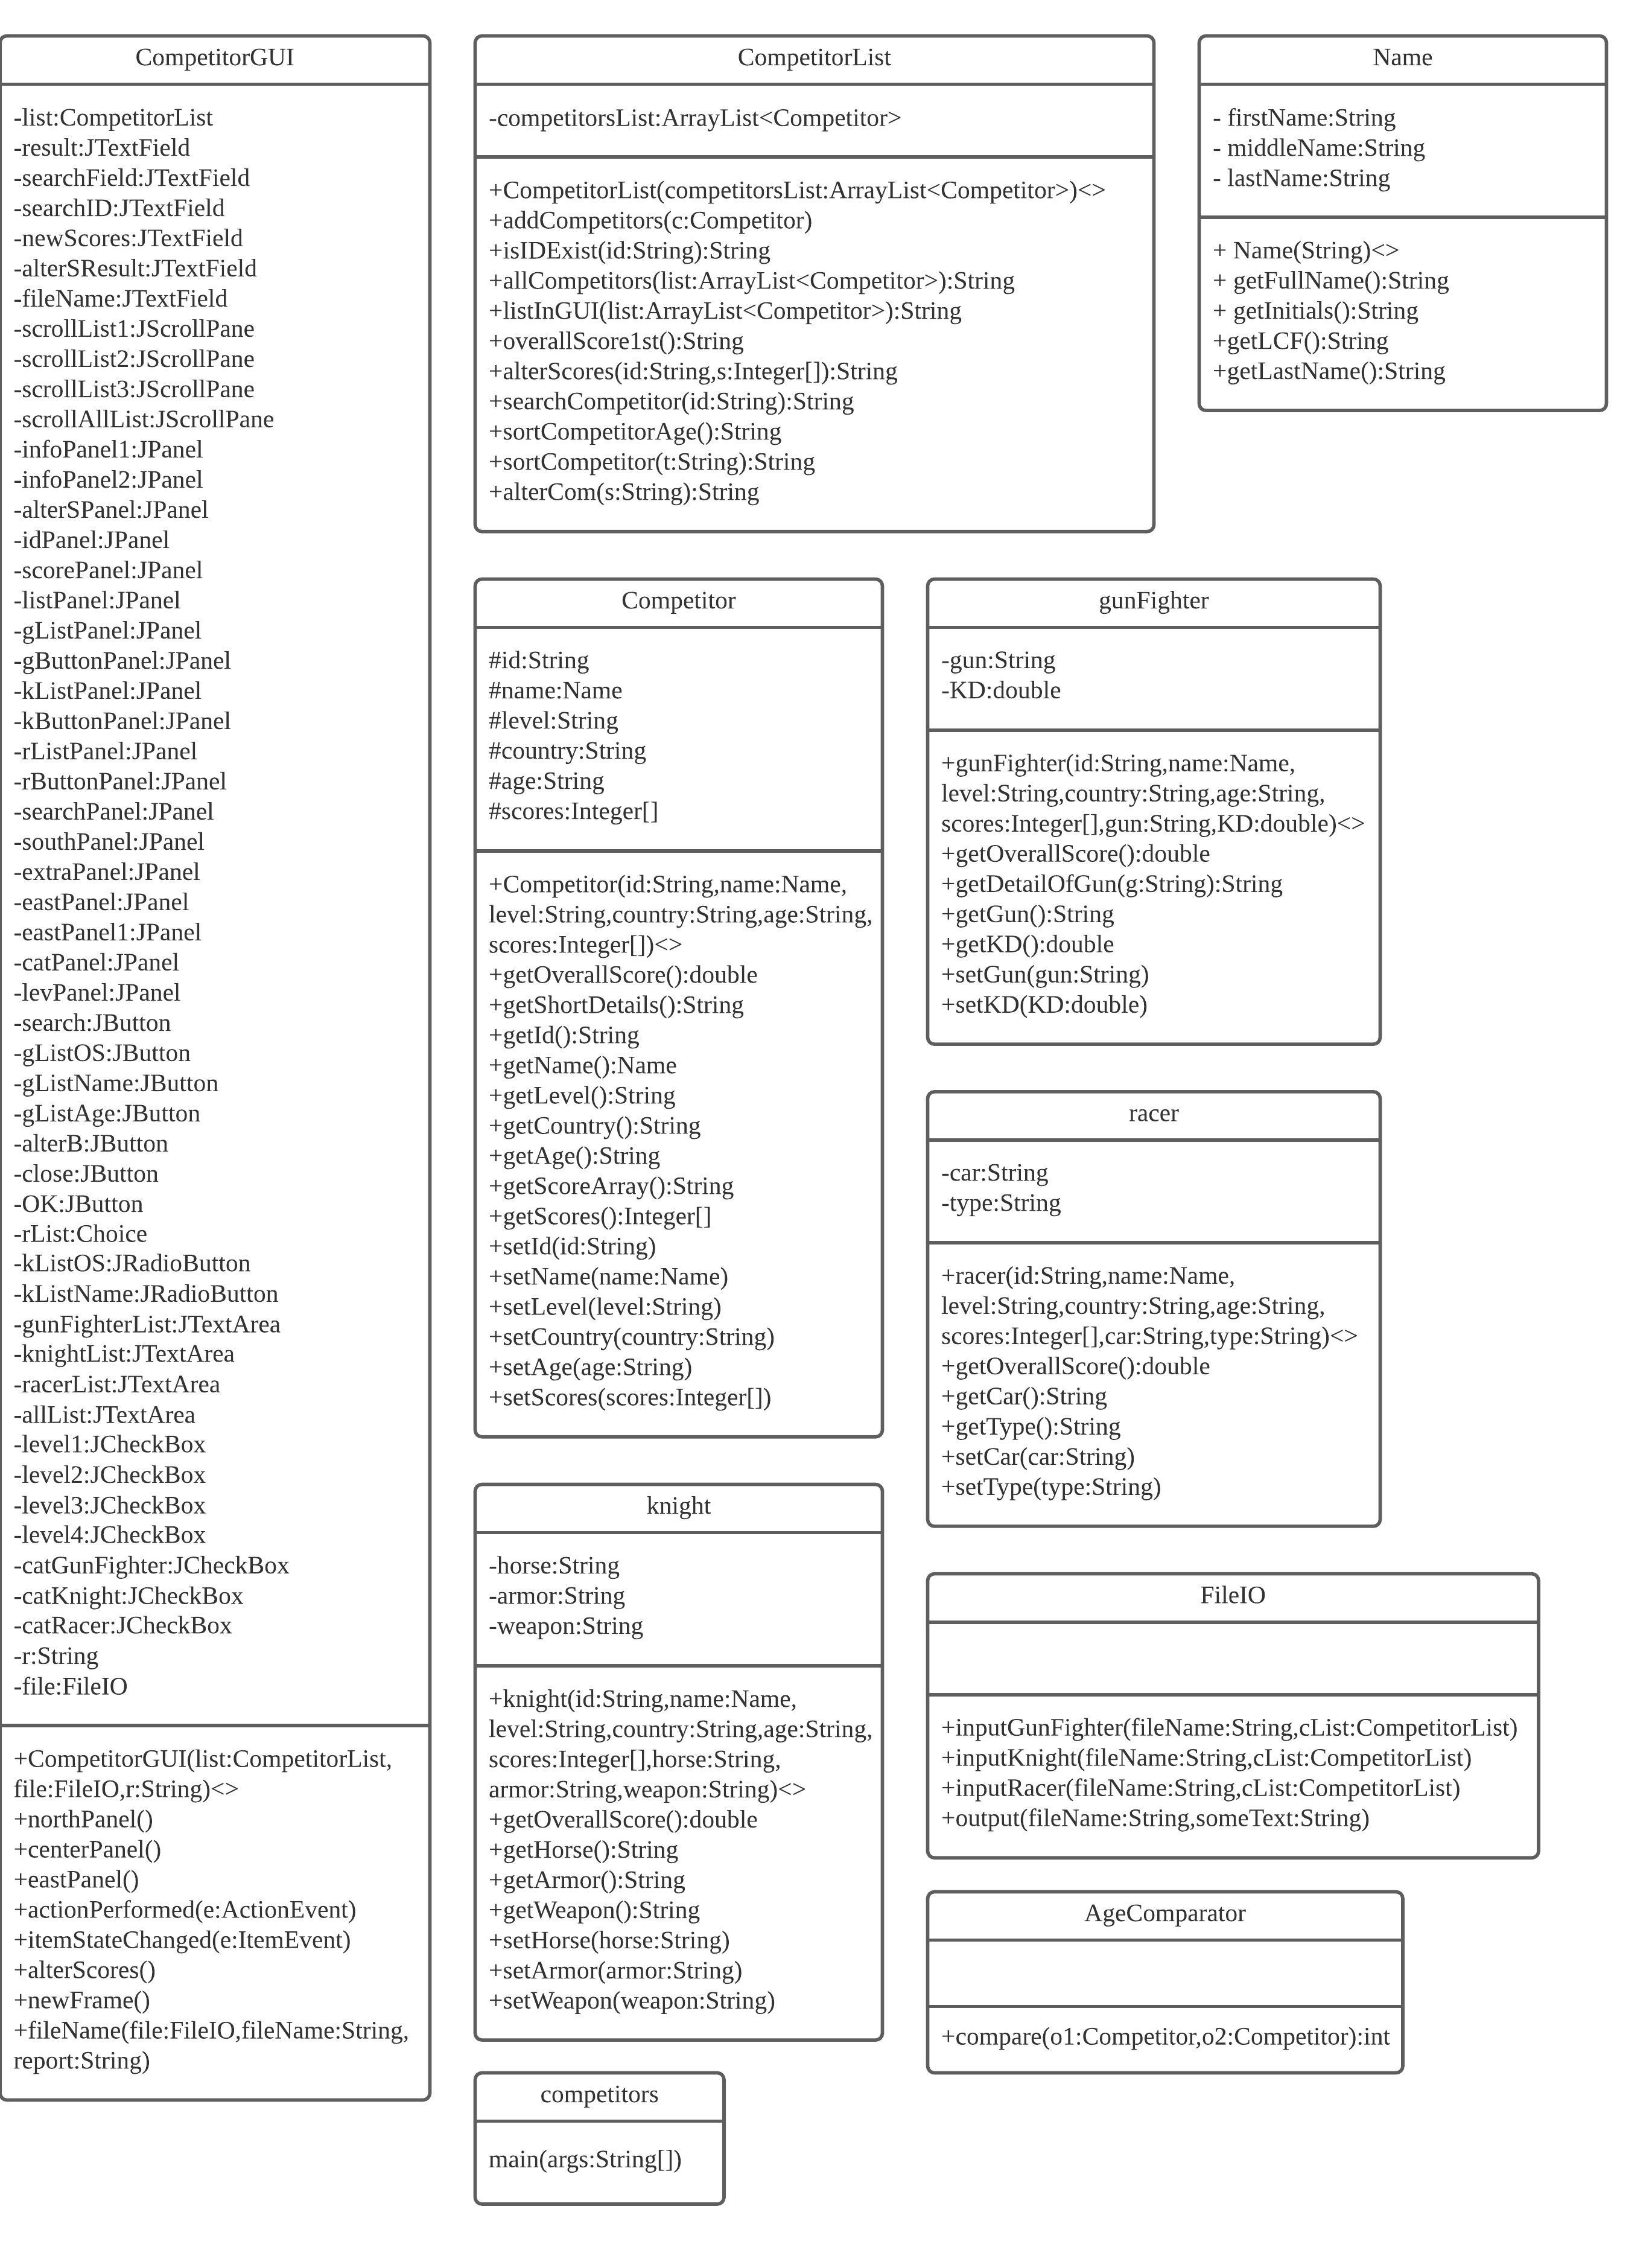 CompetitorGUI
-list:CompetitorList
-result:JTextField
-searchField:JTextField
-searchID:JTextField
-newScores:JTextField
-alterSResult:JTextField
-fileName:JTextField
-scrollList1:JScrollPane
-scrollList2:JScrollPane
-scrollList3:JScrollPane
-scrollAllList:JScrollPane
-infoPanel1:JPanel
-infoPanel2:JPanel
-alterSPanel:JPanel
-idPanel:JPanel
-scorePanel:JPanel
-listPanel:JPanel
-gListPanel:JPanel
-gButtonPanel:JPanel
-kListPanel:JPanel
-kButtonPanel:JPanel
-rListPanel:JPanel
-rButtonPanel:JPanel
-searchPanel:JPanel
-southPanel:JPanel
-extraPanel:JPanel
-eastPanel:JPanel
-eastPanel1:JPanel
-catPanel:JPanel
-levPanel:JPanel
-search:JButton
-gListOS:JButton
-gListName:JButton
-gListAge:JButton
-alterB:JButton
-close:JButton
-OK:JButton
-rList:Choice
-kListOS:JRadioButton
-kListName:JRadioButton
-gunFighterList:JTextArea
-knightList:JTextArea
-racerList:JTextArea
-allList:JTextArea
-level1:JCheckBox
-level2:JCheckBox
-level3:JCheckBox
-level4:JCheckBox
-catGunFighter:JCheckBox
-catKnight:JCheckBox
-catRacer:JCheckBox
-r:String
-file:FileIO
+CompetitorGUI(list:CompetitorList,
file:FileIO,r:String)<>
+northPanel()
+centerPanel()
+eastPanel()
+actionPerformed(e:ActionEvent)
+itemStateChanged(e:ItemEvent)
+alterScores()
+newFrame()
+fileName(file:FileIO,fileName:String,
report:String)
CompetitorList
-competitorsList:ArrayList<Competitor>
+CompetitorList(competitorsList:ArrayList<Competitor>)<>
+addCompetitors(c:Competitor)
+isIDExist(id:String):String
+allCompetitors(list:ArrayList<Competitor>):String
+listInGUI(list:ArrayList<Competitor>):String
+overallScore1st():String
+alterScores(id:String,s:Integer[]):String
+searchCompetitor(id:String):String
+sortCompetitorAge():String
+sortCompetitor(t:String):String
+alterCom(s:String):String
Name
- firstName:String
- middleName:String
- lastName:String
+ Name(String)<>
+ getFullName():String
+ getInitials():String
+getLCF():String
+getLastName():String
Competitor
#id:String
#name:Name
#level:String
#country:String
#age:String
#scores:Integer[]
+Competitor(id:String,name:Name,
level:String,country:String,age:String,
scores:Integer[])<>
+getOverallScore():double
+getShortDetails():String
+getId():String
+getName():Name
+getLevel():String
+getCountry():String
+getAge():String
+getScoreArray():String
+getScores():Integer[]
+setId(id:String)
+setName(name:Name)
+setLevel(level:String)
+setCountry(country:String)
+setAge(age:String)
+setScores(scores:Integer[])
gunFighter
-gun:String
-KD:double
+gunFighter(id:String,name:Name,
level:String,country:String,age:String,
scores:Integer[],gun:String,KD:double)<>
+getOverallScore():double
+getDetailOfGun(g:String):String
+getGun():String
+getKD():double
+setGun(gun:String)
+setKD(KD:double)
racer
-car:String
-type:String
+racer(id:String,name:Name,
level:String,country:String,age:String,
scores:Integer[],car:String,type:String)<>
+getOverallScore():double
+getCar():String
+getType():String
+setCar(car:String)
+setType(type:String)
knight
-horse:String
-armor:String
-weapon:String
+knight(id:String,name:Name,
level:String,country:String,age:String,
scores:Integer[],horse:String,
armor:String,weapon:String)<>
+getOverallScore():double
+getHorse():String
+getArmor():String
+getWeapon():String
+setHorse(horse:String)
+setArmor(armor:String)
+setWeapon(weapon:String)
FileIO
+inputGunFighter(fileName:String,cList:CompetitorList)
+inputKnight(fileName:String,cList:CompetitorList)
+inputRacer(fileName:String,cList:CompetitorList)
+output(fileName:String,someText:String)
AgeComparator
+compare(o1:Competitor,o2:Competitor):int
competitors
main(args:String[])